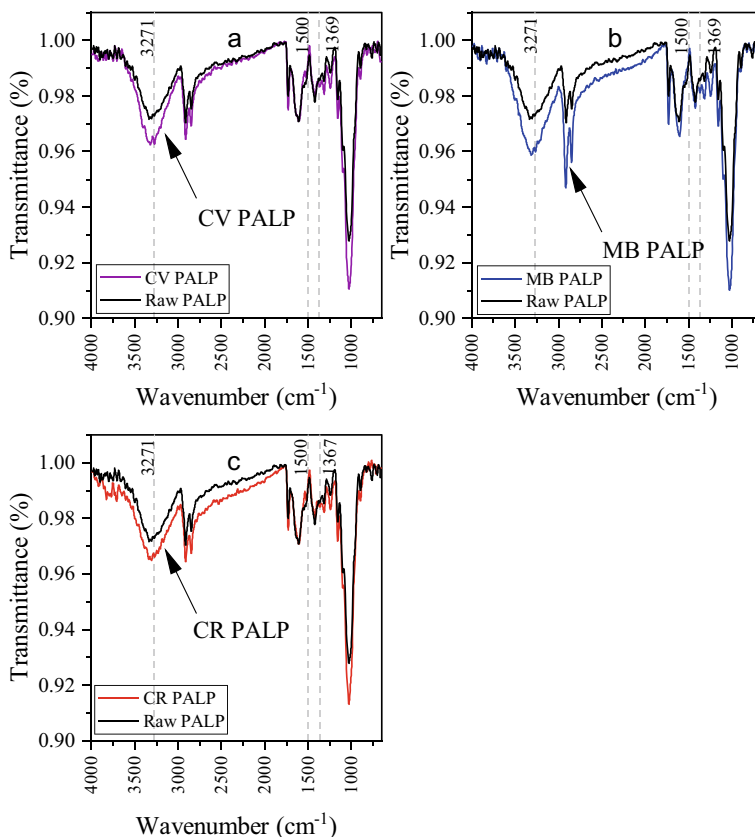 a
3271
1500
1369
1.00
0.98
0.96
0.94
0.92
0.90
Transmittance (%)
CV PALP
CV PALP
Raw PALP
4000
3500
3000
2500
2000
1500
1000
Wavenumber (cm⁻¹)
b
3271
1500
1369
1.00
0.98
0.96
0.94
0.92
0.90
Transmittance (%)
MB PALP
MB PALP
Raw PALP
4000
3500
3000
2500
2000
1500
1000
Wavenumber (cm⁻¹)
c
3271
1500
1367
1.00
0.98
0.96
0.94
0.92
0.90
Transmittance (%)
CR PALP
CR PALP
Raw PALP
4000
3500
3000
2500
2000
1500
1000
Wavenumber (cm⁻¹)